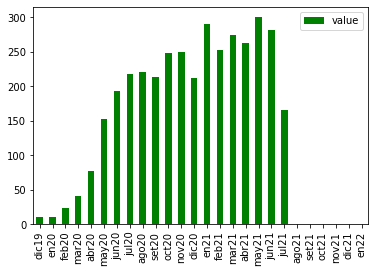 value
300
250
200
150
100
50
0
dic19
en20
feb20
mar20
abr20
may20
jun20
jul20
ago20
set20
oct20
nov20
dic20
en21
feb21
mar21
abr21
may21
jun21
jul21
ago21
set21
oct21
nov21
dic21
en22